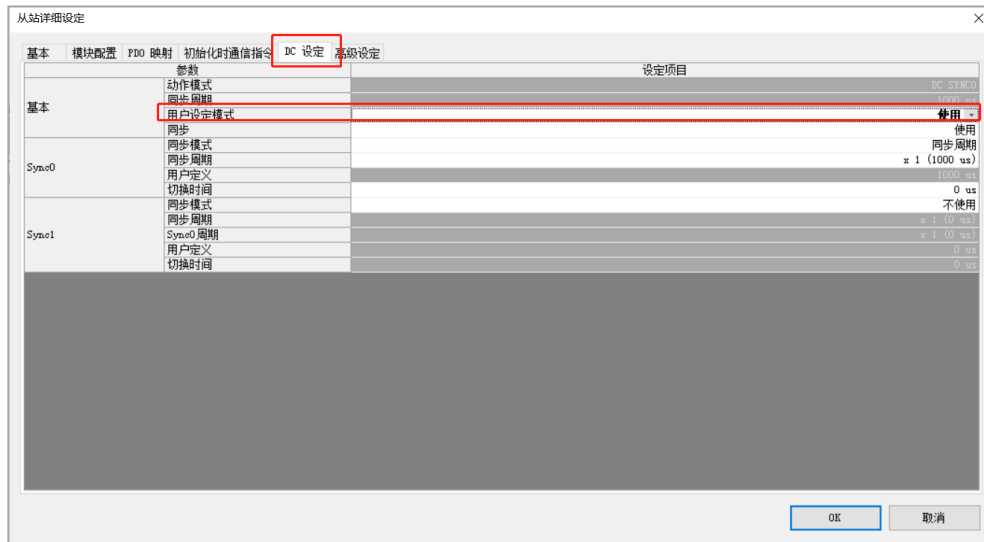 从站详细设定
基本 模块配置 PDO 映射 初始化时通信指令 DC 设定 高级设定
参数 设定项目
基本
动作模式 DC SYNC0
同步周期 1000 us
用户设定模式 使用
同步 使用
Sync0
同步模式 同步周期
同步周期 x 1 (1000 us)
用户定义 1000 us
切换时间 0 us
Sync1
同步模式 不使用
同步周期 x 1 (0 us)
Sync0周期 x 1 (0 us)
用户定义 0 us
切换时间 0 us
OK 取消